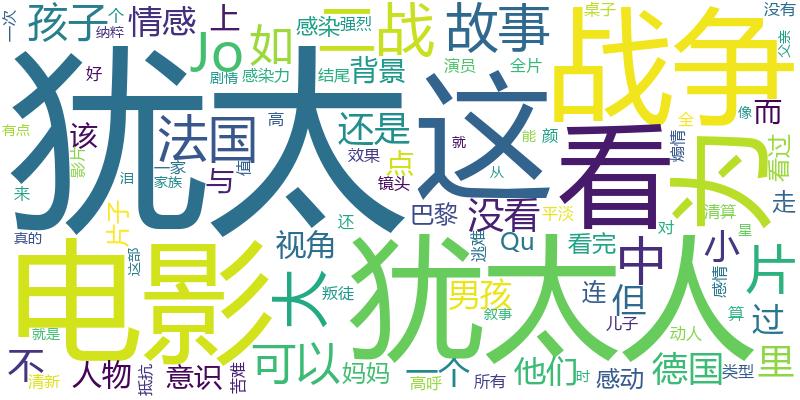 一次
孩子
个
纳粹
情感
上
Jo
如
感染
强烈
二战
故事
桌子
没有
父亲
好
剧情
感染力
结尾
背景
演员
全片
战争
有点
该
犹太
法国
还是
这
高
就
能
颜
全
像
而
煽情
看过
看
为
影片
泪
来
一家
家族
与
值
效果
点
镜头
从
巴黎
没看
平淡
清算
走
星
真的
片子
这部
还
视角
逃难
Qu
看完
中
对
小
感情
片
电影
大
叛徒
犹太人
男孩
叙事
连
但
儿子
算
过
就是
动人
不
清新
人物
抵抗
意识
苦难
可以
妈妈
高呼
一个
所有
他们
时
感动
德国
类型
里